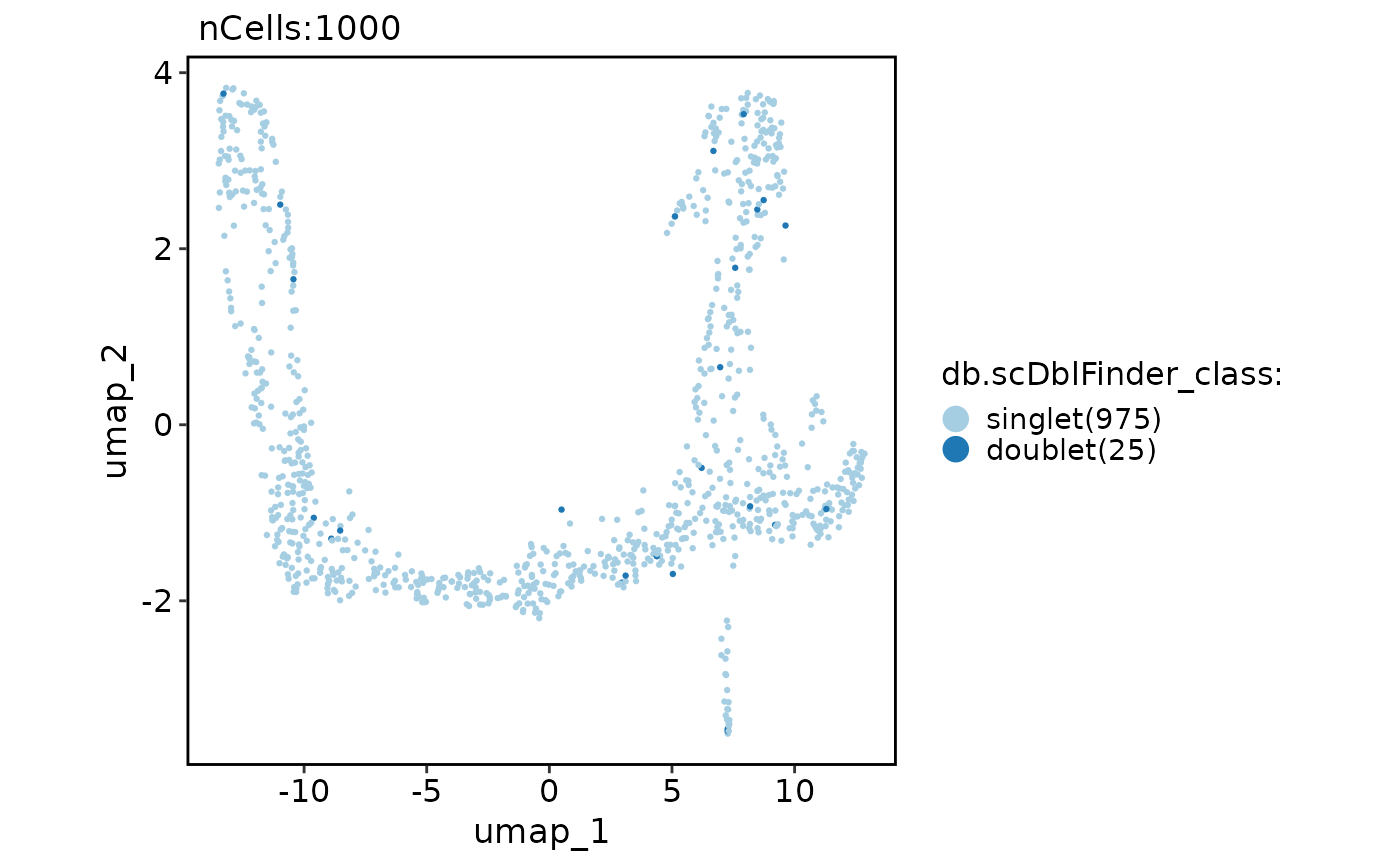 nCells:1000
4
2
0
-2
umap_2
-10
-5
0
5
10
umap_1
db.scDblFinder_class:
singlet(975)
doublet(25)